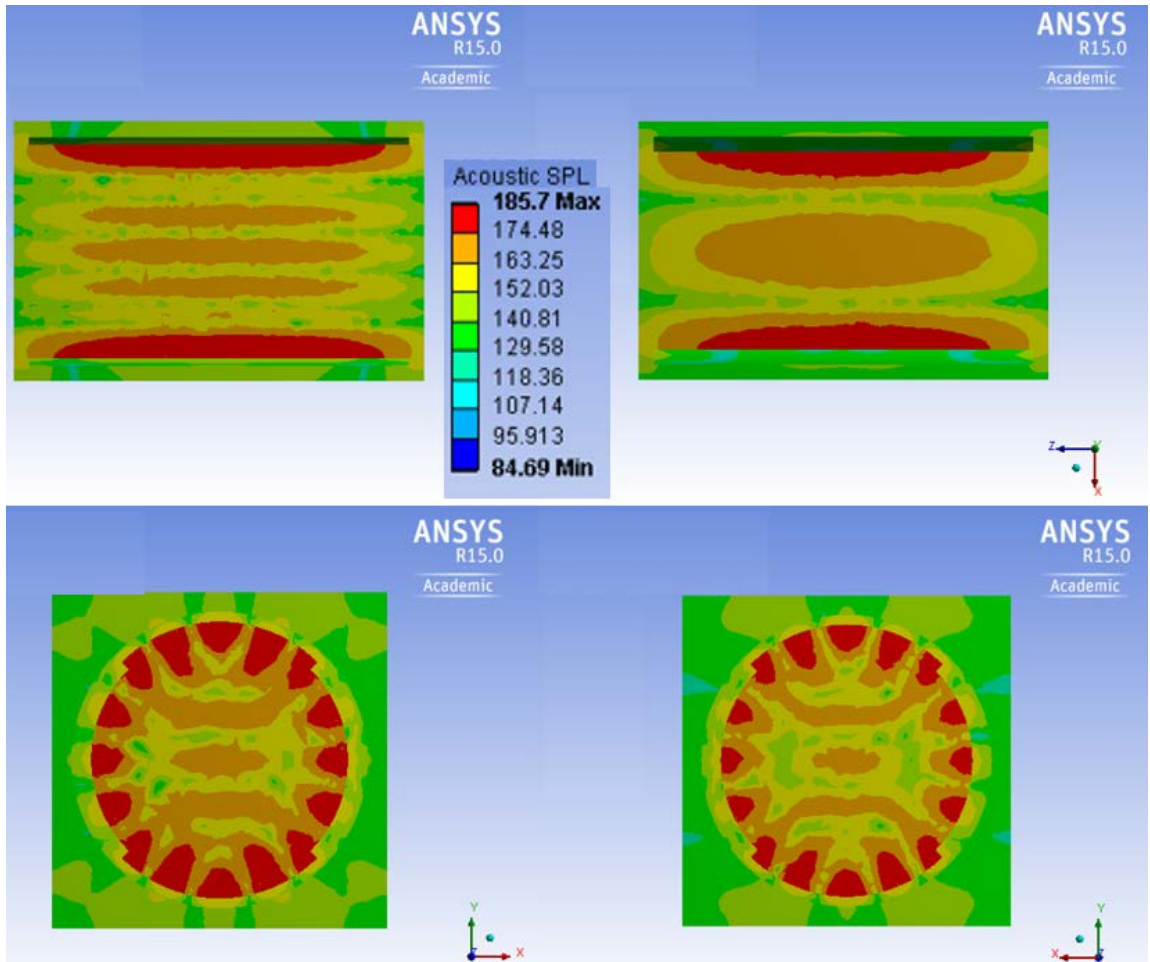 ANSYS
R15.0
Academic
ANSYS
R15.0
Academic
Acoustic SPL
185.7 Max
174.48
163.25
152.03
140.81
129.58
118.36
107.14
95.913
84.69 Min
Z
Y
X
ANSYS
R15.0
Academic
ANSYS
R15.0
Academic
Y
Z
X
Y
X
Z